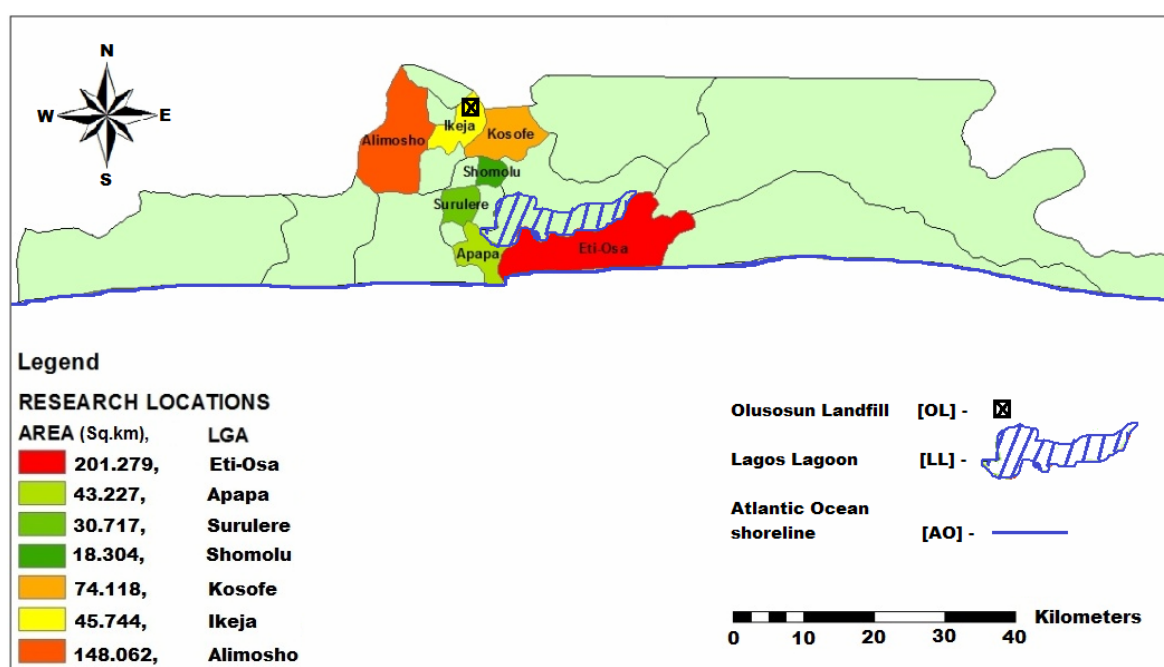 N
W E
S
Alimosho
Ikeja
Kosofe
Shomolu
Surulere
Apapa
Eti-Osa
Legend
RESEARCH LOCATIONS
AREA (Sq.km), LGA
201.279, Eti-Osa
43.227, Apapa
30.717, Surulere
18.304, Shomolu
74.118, Kosofe
45.744, Ikeja
148.062, Alimosho
Olusosun Landfill [OL] -
Lagos Lagoon [LL] -
Atlantic Ocean
shoreline [AO] -
Kilometers
0 5 10 20 30 40